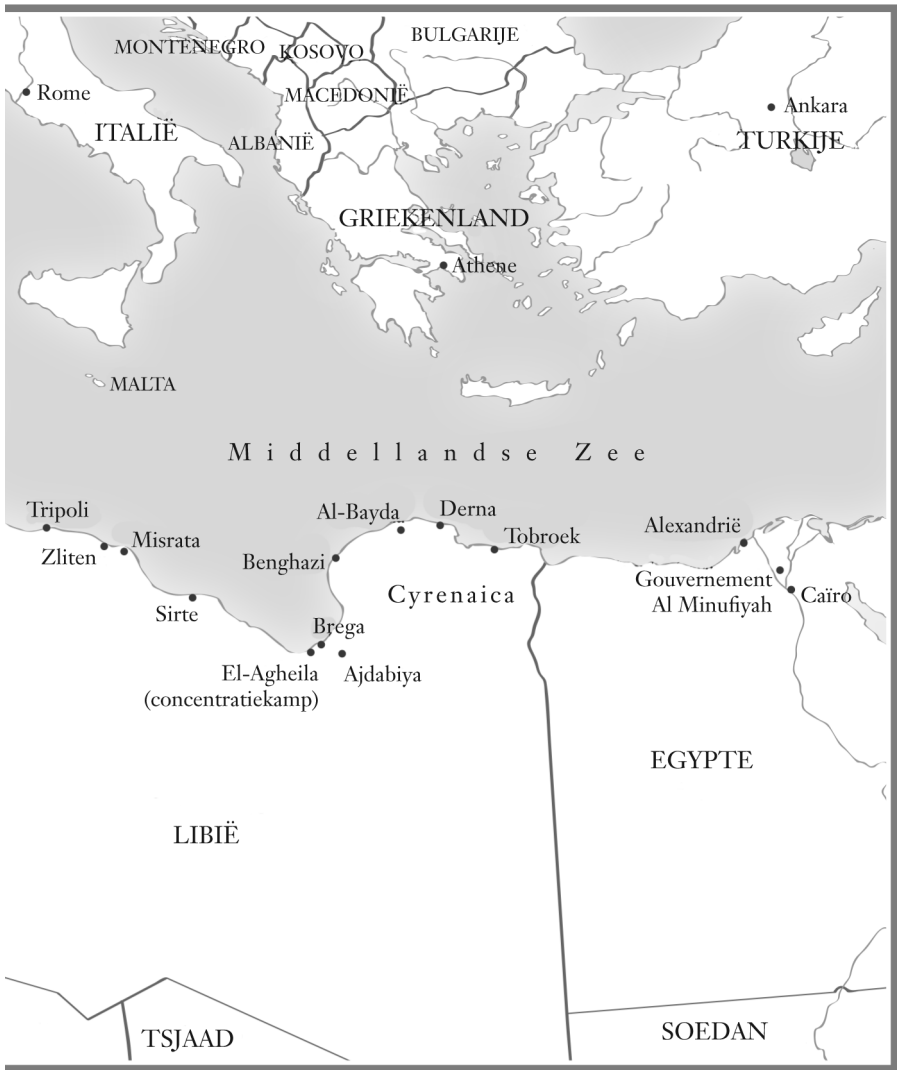 BULGARIJE
MONTENEGRO
KOSOVO
Rome
MACEDONIË
Ankara
ITALIË
ALBANIË
TURKIJE
GRIEKENLAND
Athene
MALTA
Middellandse Zee
Tripoli
Al-Bayda
Derna
Zliten
Misrata
Benghazi
Tobroek
Alexandrië
Cyrenaica
Gouvernement
Al Minufiyah
Caïro
Sirte
Brega
El-Agheila
(concentratiekamp)
Ajdabiya
EGYPTE
LIBIË
TSJAAD
SOEDAN